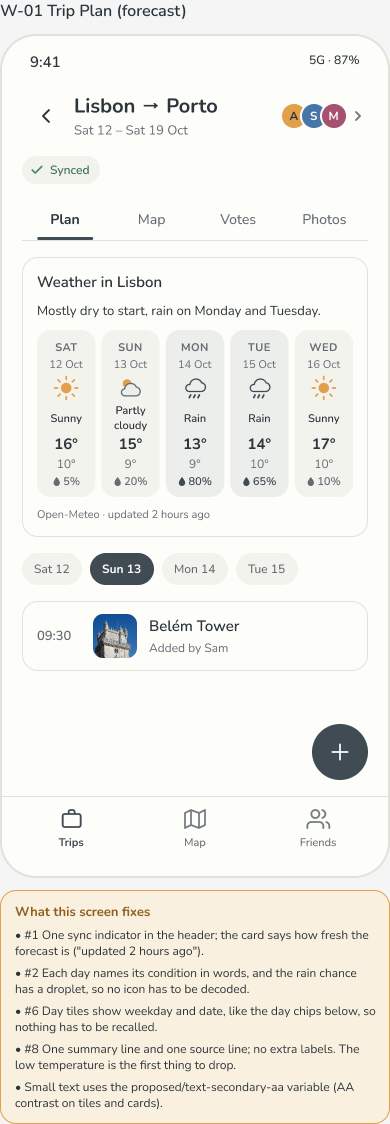 W-01 Trip Plan (forecast)
9:41
5G · 87%
Lisbon → Porto
Sat 12 – Sat 19 Oct
A S M
Synced
Plan Map Votes Photos
Weather in Lisbon
Mostly dry to start, rain on Monday and Tuesday.
SAT SUN MON TUE WED
12 Oct 13 Oct 14 Oct 15 Oct 16 Oct
Sunny Partly cloudy Rain Rain Sunny
16° 15° 13° 14° 17°
10° 9° 9° 10° 10°
5% 20% 80% 65% 10%
Open-Meteo · updated 2 hours ago
Sat 12 Sun 13 Mon 14 Tue 15
09:30
Belém Tower
Added by Sam
Trips Map Friends
What this screen fixes
• #1 One sync indicator in the header; the card says how fresh the
forecast is ("updated 2 hours ago").
• #2 Each day names its condition in words, and the rain chance
has a droplet, so no icon has to be decoded.
• #6 Day tiles show weekday and date, like the day chips below, so
nothing has to be recalled.
• #8 One summary line and one source line; no extra labels. The
low temperature is the first thing to drop.
• Small text uses the proposed/text-secondary-aa variable (AA
contrast on tiles and cards).